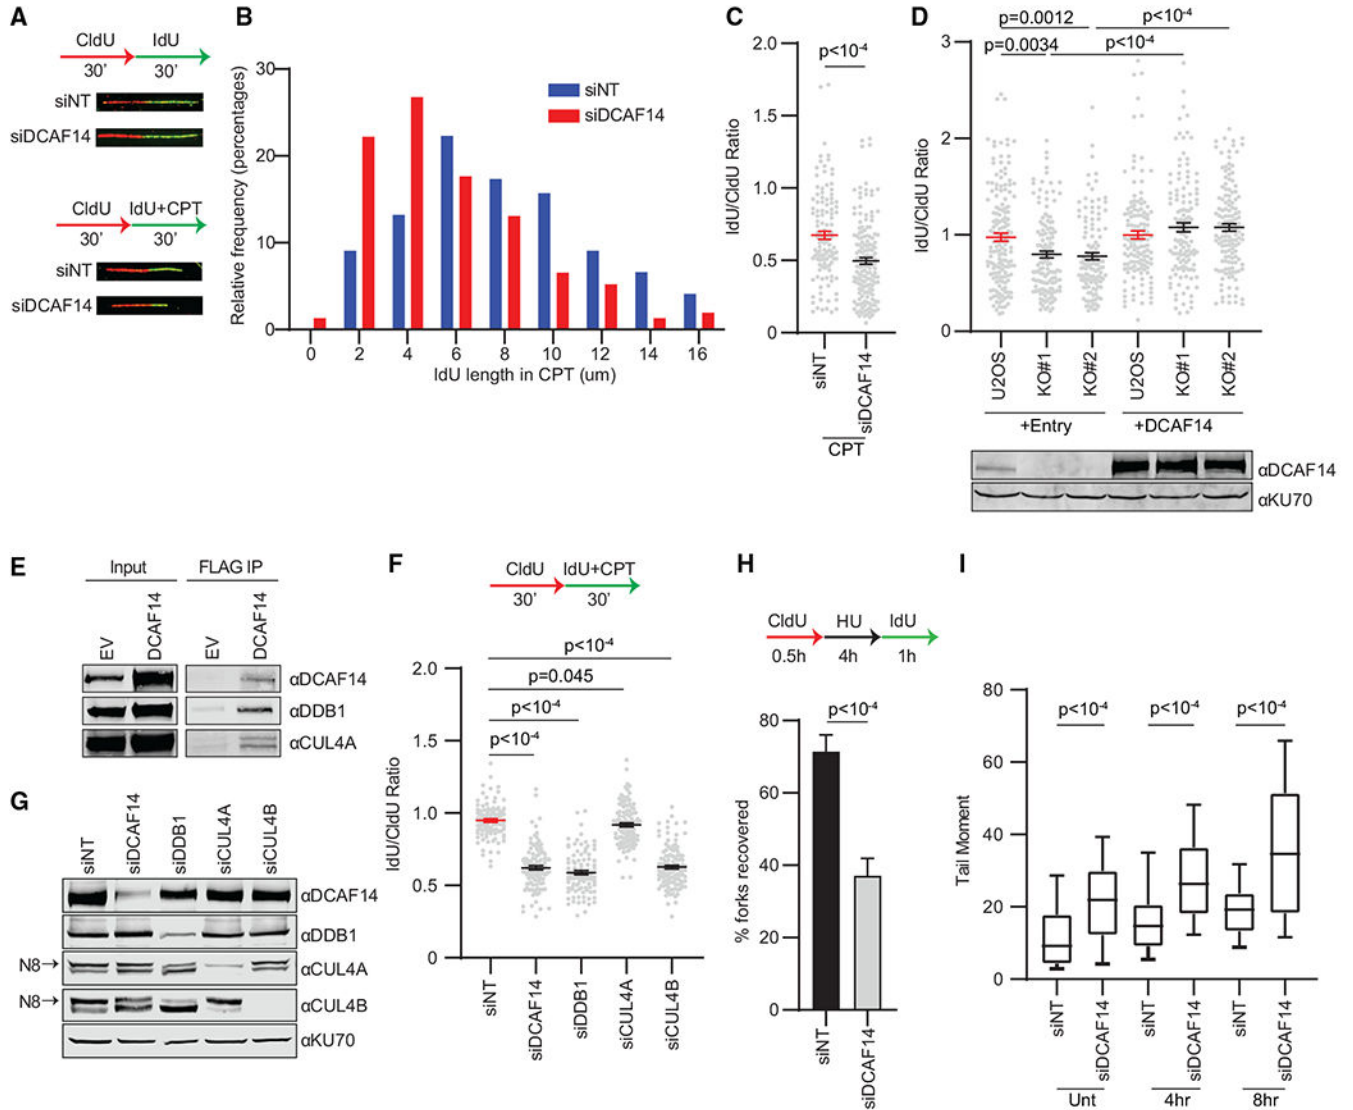 A
CldU IdU
30' 30'
siNT
siDCAF14
CldU IdU+CPT
30' 30'
siNT
siDCAF14
B
Relative frequency (percentages)
30
20
10
0
siNT
siDCAF14
0 2 4 6 8 10 12 14 16
IdU length in CPT (um)
C
p<10⁻⁴
IdU/CldU Ratio
2.0
1.5
1.0
0.5
0
siNT
siDCAF14
CPT
D
p=0.0012 p<10⁻⁴
p=0.0034 p<10⁻⁴
IdU/CldU Ratio
3
2
1
0
U2OS KO#1 KO#2 U2OS KO#1 KO#2
+Entry +DCAF14
αDCAF14
αKU70
E
Input FLAG IP
EV DCAF14 EV DCAF14
αDCAF14
αDDB1
αCUL4A
F
CldU IdU+CPT
30' 30'
p<10⁻⁴
p=0.045
p<10⁻⁴
p<10⁻⁴
IdU/CldU Ratio
2.0
1.5
1.0
0.5
0
siNT siDCAF14 siDDB1 siCUL4A siCUL4B
G
siNT siDCAF14 siDDB1 siCUL4A siCUL4B
αDCAF14
αDDB1
N8→ αCUL4A
N8→ αCUL4B
αKU70
H
CldU HU IdU
0.5h 4h 1h
p<10⁻⁴
% forks recovered
80
60
40
20
0
siNT siDCAF14
I
p<10⁻⁴ p<10⁻⁴ p<10⁻⁴
Tail Moment
80
60
40
20
0
siNT siDCAF14 siNT siDCAF14 siNT siDCAF14
Unt 4hr 8hr